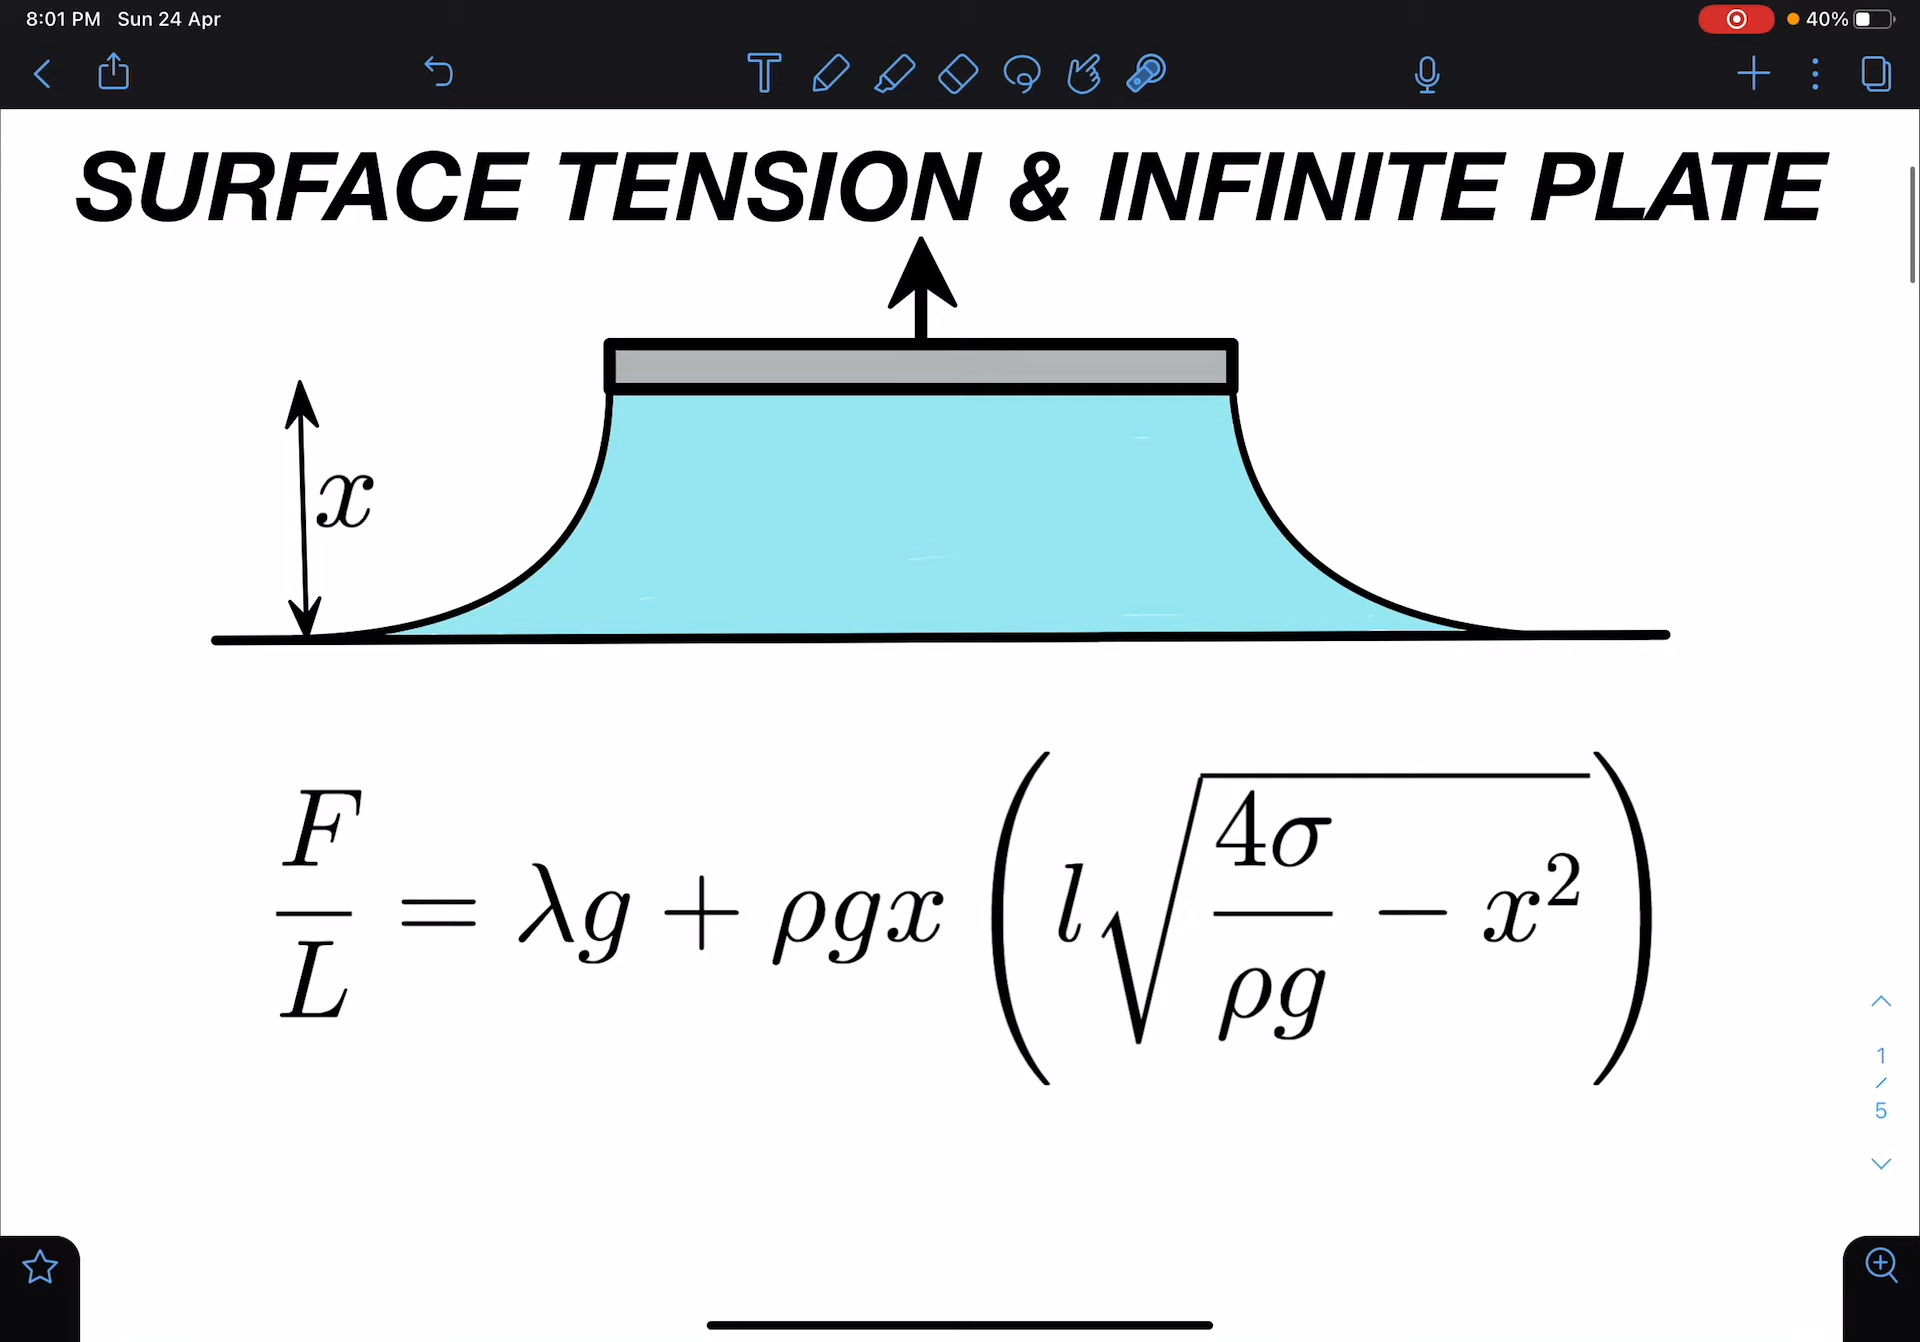 8:01 PM Sun 24 Apr
40%
T
SURFACE TENSION & INFINITE PLATE
x
F/L = λg + ρgx (l√(4σ/ρg − x²))
1
/
5